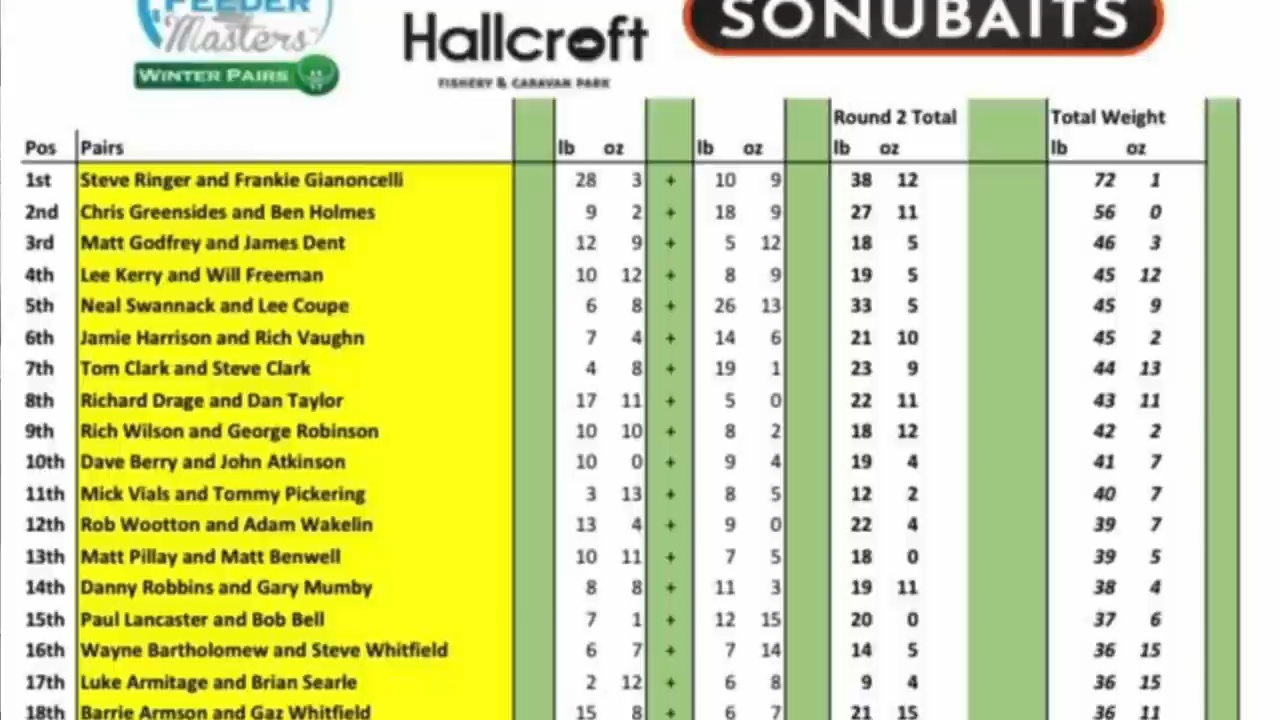 FEEDER
Masters
WINTER PAIRS
Hallcroft
FISHERY & CARAVAN PARK
SONUBAITS
Round 2 Total Total Weight
Pos Pairs lb oz lb oz lb oz lb oz
1st Steve Ringer and Frankie Gianoncelli 28 3 + 10 9 38 12 72 1
2nd Chris Greensides and Ben Holmes 9 2 + 18 9 27 11 56 0
3rd Matt Godfrey and James Dent 12 9 + 5 12 18 5 46 3
4th Lee Kerry and Will Freeman 10 12 + 8 9 19 5 45 12
5th Neal Swannack and Lee Coupe 6 8 + 26 13 33 5 45 9
6th Jamie Harrison and Rich Vaughn 7 4 + 14 6 21 10 45 2
7th Tom Clark and Steve Clark 4 8 + 19 1 23 9 44 13
8th Richard Drage and Dan Taylor 17 11 + 5 0 22 11 43 11
9th Rich Wilson and George Robinson 10 10 + 8 2 18 12 42 2
10th Dave Berry and John Atkinson 10 0 + 9 4 19 4 41 7
11th Mick Vials and Tommy Pickering 3 13 + 8 5 12 2 40 7
12th Rob Wootton and Adam Wakelin 13 4 + 9 0 22 4 39 7
13th Matt Pillay and Matt Benwell 10 11 + 7 5 18 0 39 5
14th Danny Robbins and Gary Mumby 8 8 + 11 3 19 11 38 4
15th Paul Lancaster and Bob Bell 7 1 + 12 15 20 0 37 6
16th Wayne Bartholomew and Steve Whitfield 6 7 + 7 14 14 5 36 15
17th Luke Armitage and Brian Searle 2 12 + 6 8 9 4 36 15
18th Barrie Armson and Gaz Whitfield 15 8 + 6 7 21 15 36 11